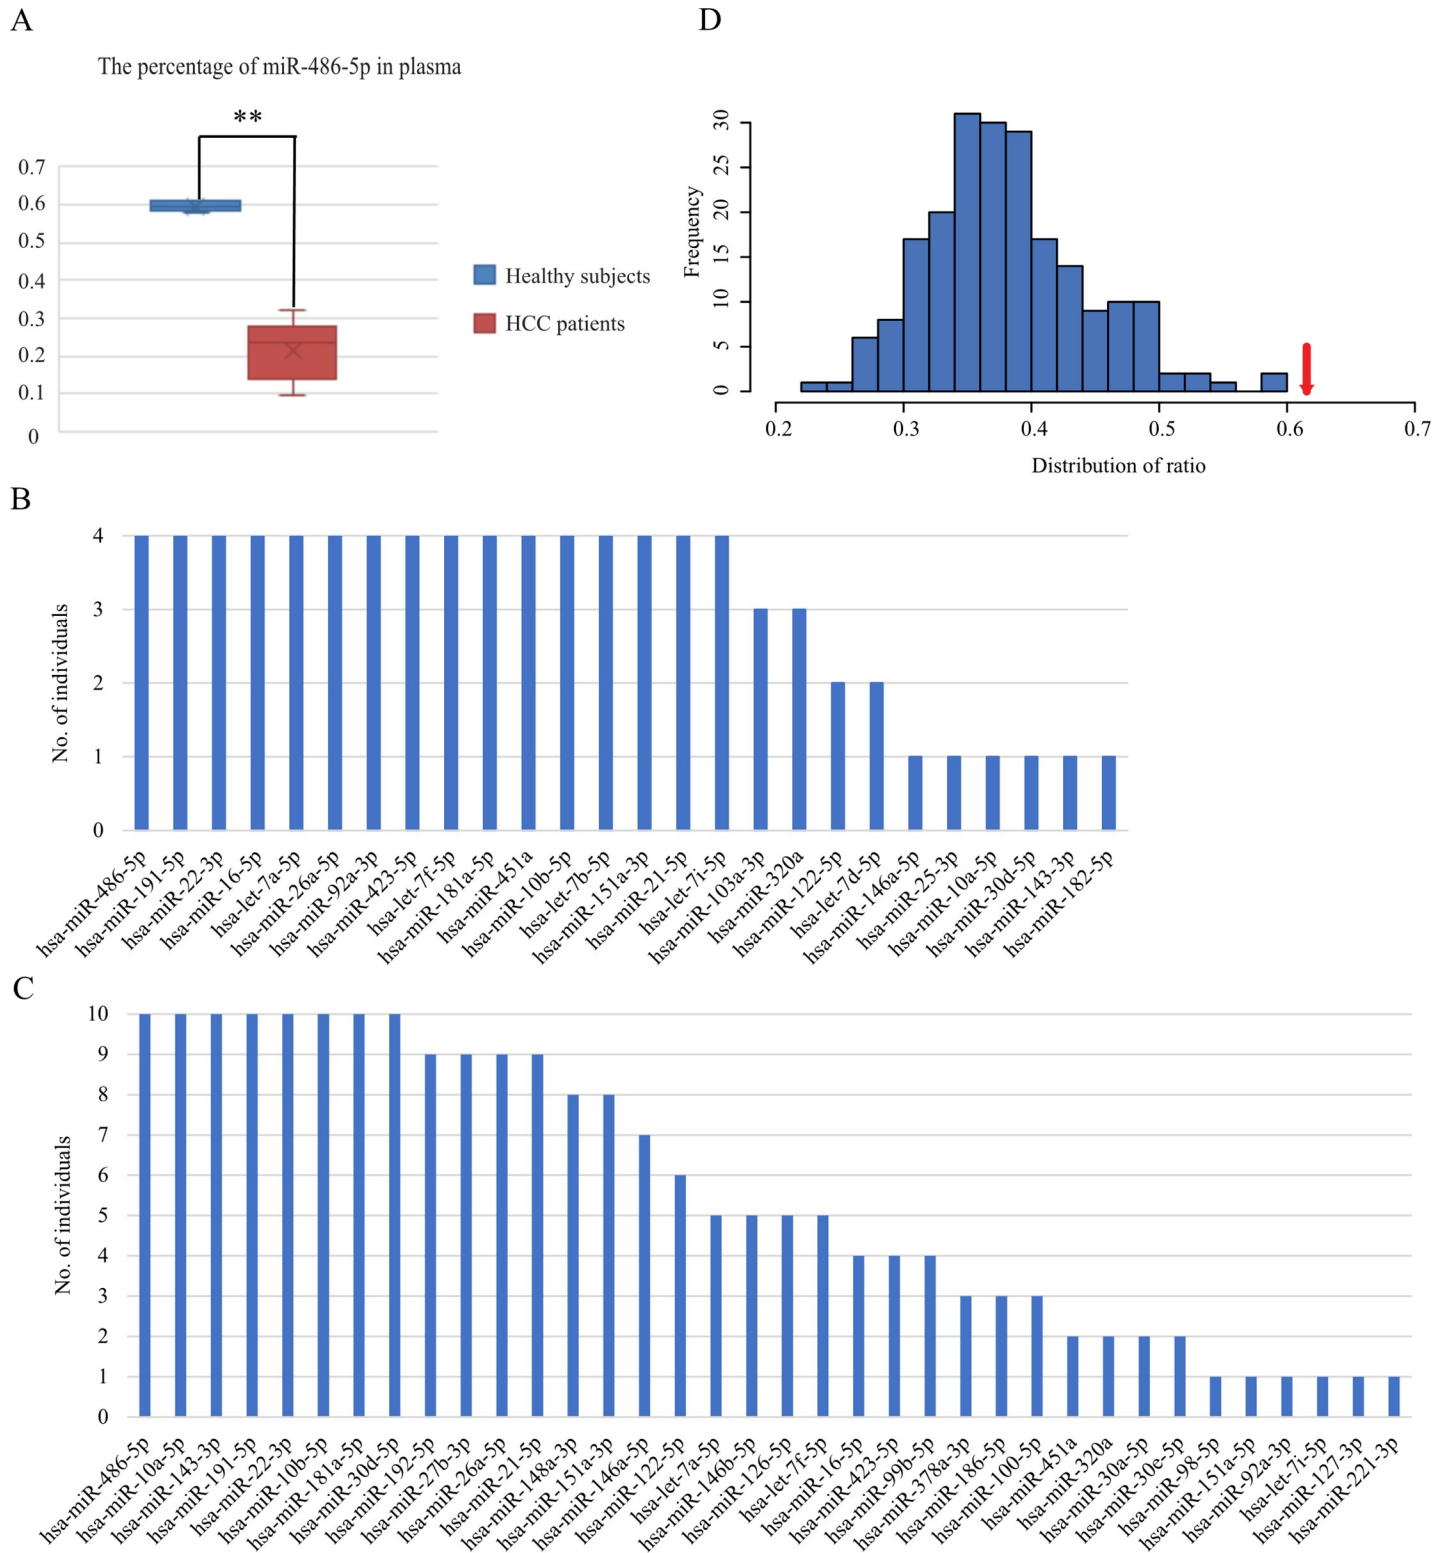 A
The percentage of miR-486-5p in plasma
**
0.7
0.6
0.5
0.4
0.3
0.2
0.1
0
Healthy subjects
HCC patients
D
Frequency
30
25
20
15
10
5
0
0.2 0.3 0.4 0.5 0.6 0.7
Distribution of ratio
B
No. of individuals
4
3
2
1
0
hsa-miR-486-5p
hsa-miR-191-5p
hsa-miR-22-3p
hsa-miR-16-5p
hsa-let-7a-5p
hsa-miR-26a-5p
hsa-miR-92a-3p
hsa-miR-423-5p
hsa-let-7f-5p
hsa-miR-181a-5p
hsa-miR-451a
hsa-miR-10b-5p
hsa-let-7b-5p
hsa-miR-151a-3p
hsa-miR-21-5p
hsa-let-7i-5p
hsa-miR-103a-3p
hsa-miR-320a
hsa-miR-122-5p
hsa-let-7d-5p
hsa-miR-146a-5p
hsa-miR-25-3p
hsa-miR-10a-5p
hsa-miR-30d-5p
hsa-miR-143-3p
hsa-miR-182-5p
C
No. of individuals
10
9
8
7
6
5
4
3
2
1
0
hsa-miR-486-5p
hsa-miR-10a-5p
hsa-miR-143-3p
hsa-miR-191-5p
hsa-miR-22-3p
hsa-miR-10b-5p
hsa-miR-181a-5p
hsa-miR-30d-5p
hsa-miR-192-5p
hsa-miR-27b-3p
hsa-miR-26a-5p
hsa-miR-21-5p
hsa-miR-148a-3p
hsa-miR-151a-3p
hsa-miR-146a-5p
hsa-miR-122-5p
hsa-let-7a-5p
hsa-miR-146b-5p
hsa-miR-126-5p
hsa-let-7f-5p
hsa-miR-16-5p
hsa-miR-423-5p
hsa-miR-99b-5p
hsa-miR-378a-3p
hsa-miR-186-5p
hsa-miR-100-5p
hsa-miR-451a
hsa-miR-320a
hsa-miR-30a-5p
hsa-miR-30e-5p
hsa-miR-98-5p
hsa-miR-151a-5p
hsa-miR-92a-3p
hsa-let-7i-5p
hsa-miR-127-3p
hsa-miR-221-3p